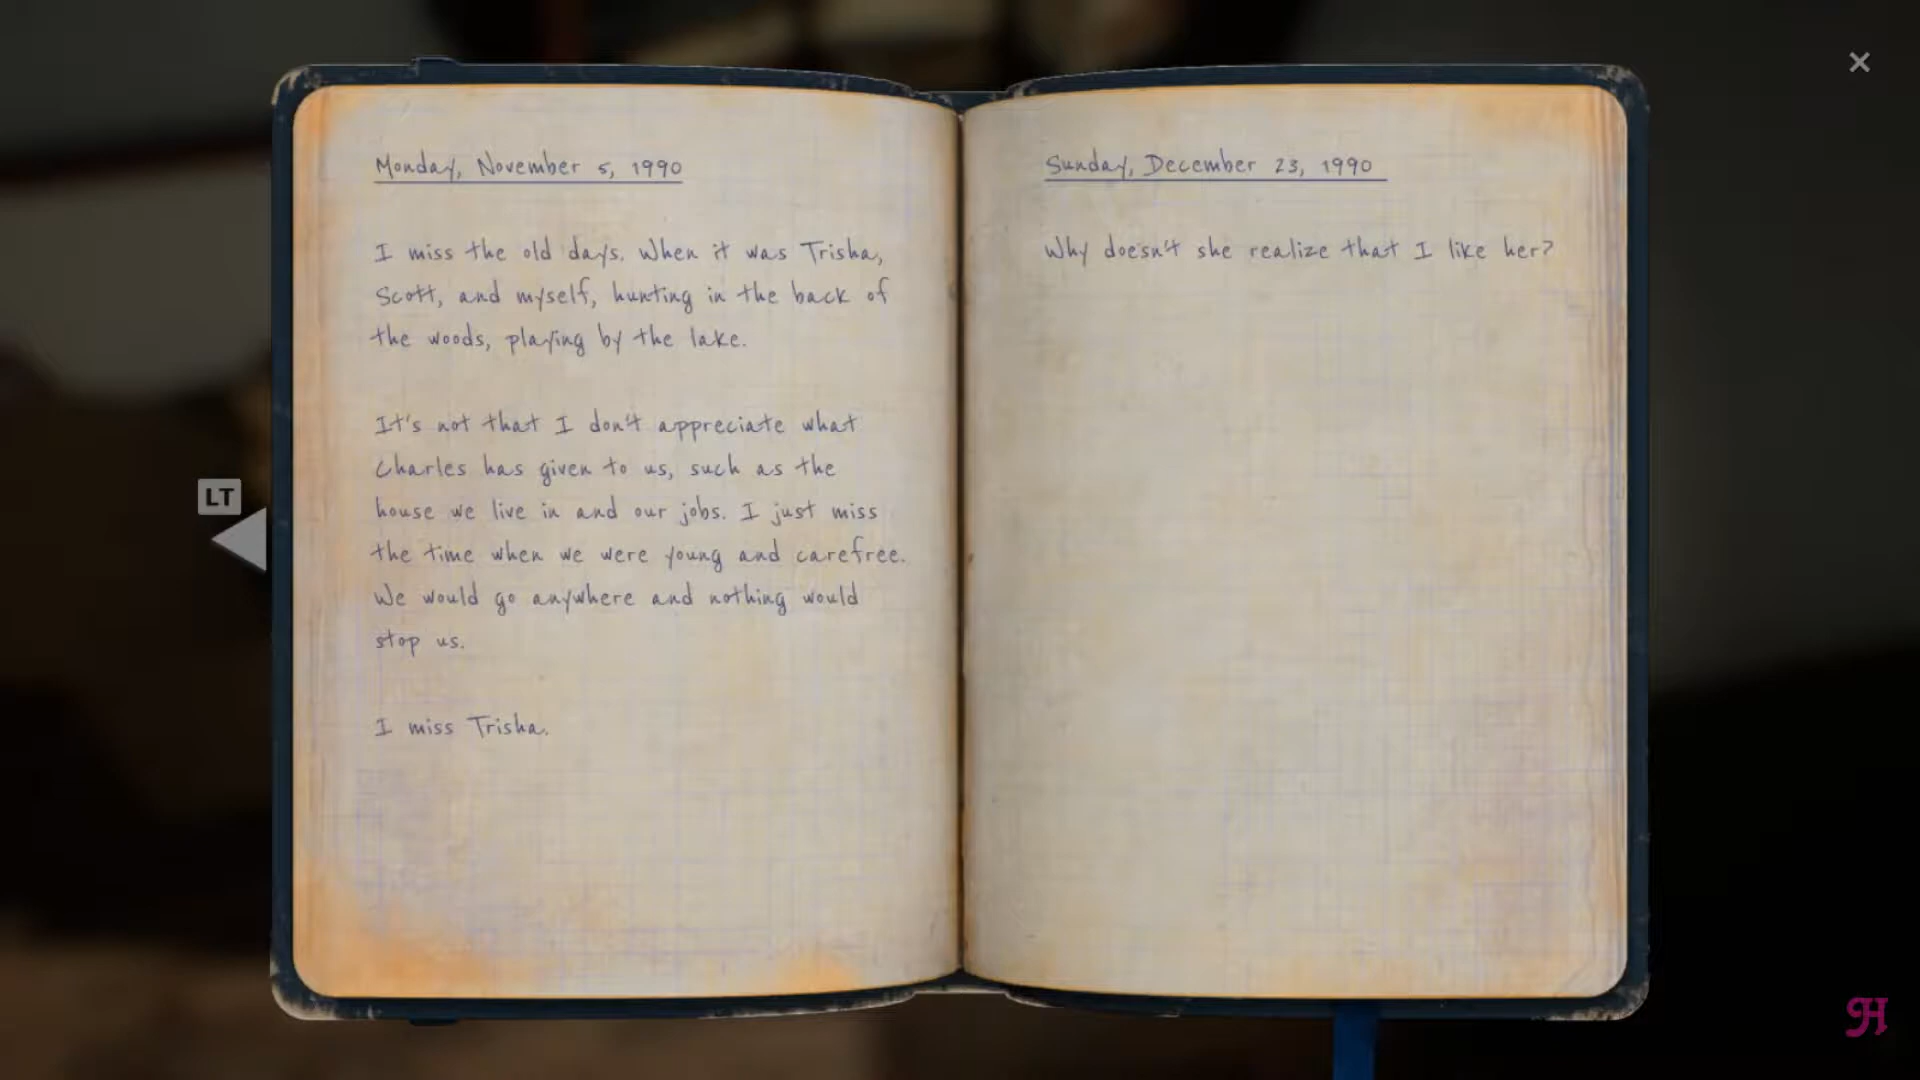 Monday, November 5, 1990
I miss the old days. When it was Trisha,
Scott, and myself, hunting in the back of
the woods, playing by the lake.
It's not that I don't appreciate what
Charles has given to us, such as the
house we live in and our jobs. I just miss
the time when we were young and carefree.
We would go anywhere and nothing would
stop us.
I miss Trisha.
Sunday, December 23, 1990
Why doesn't she realize that I like her?
LT